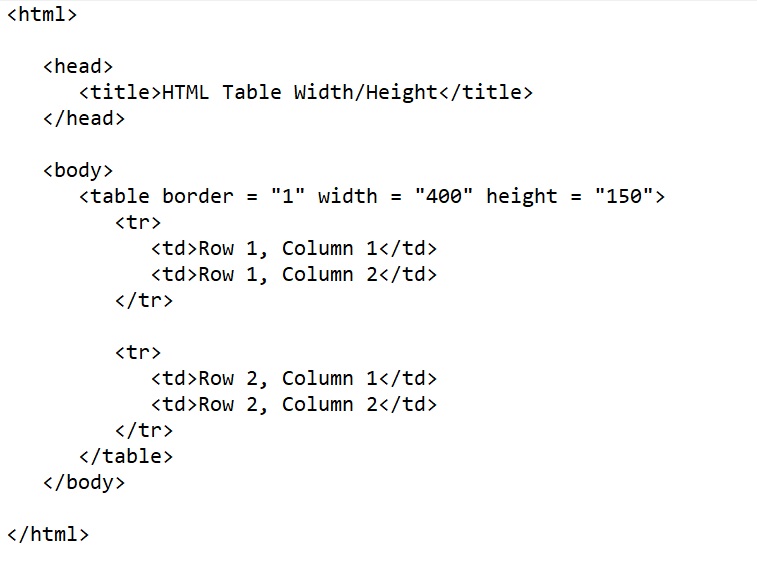 <html>
<head>
<title>HTML Table Width/Height</title>
</head>
<body>
<table border = "1" width = "400" height = "150">
<tr>
<td>Row 1, Column 1</td>
<td>Row 1, Column 2</td>
</tr>
<tr>
<td>Row 2, Column 1</td>
<td>Row 2, Column 2</td>
</tr>
</table>
</body>
</html>